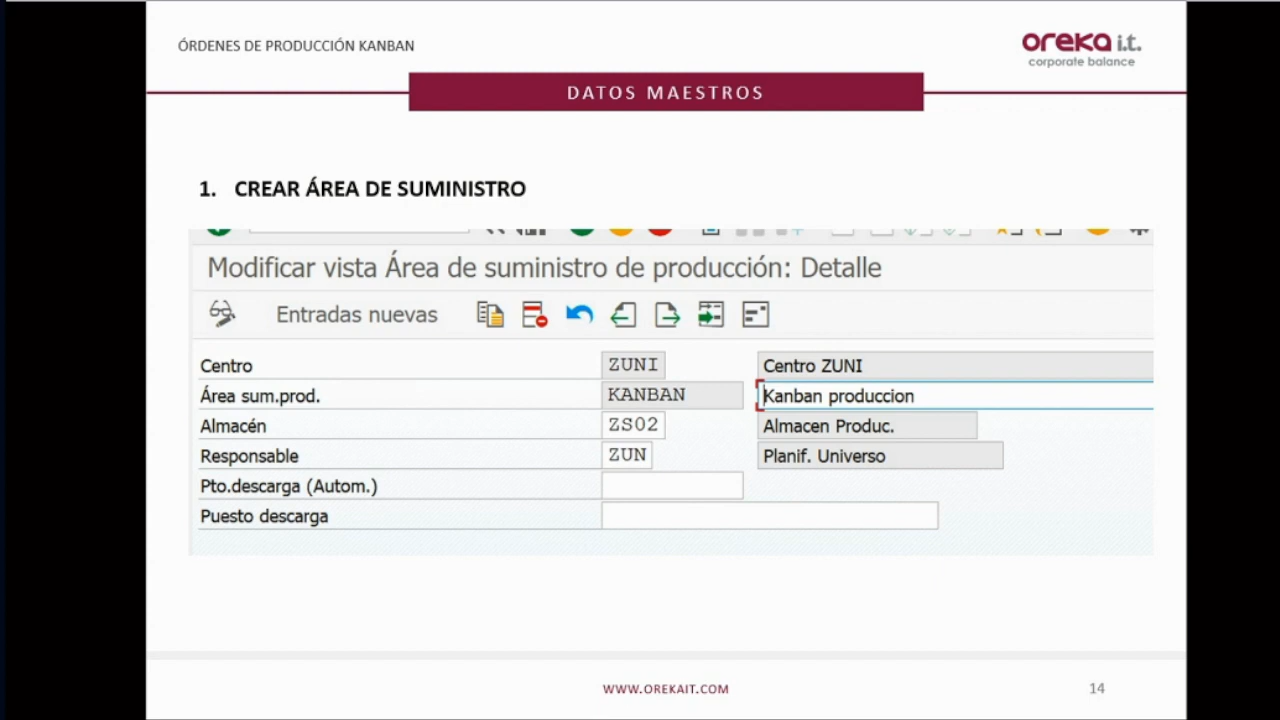 ÓRDENES DE PRODUCCIÓN KANBAN
oreka i.t.
corporate balance
DATOS MAESTROS
1. CREAR ÁREA DE SUMINISTRO
Modificar vista Área de suministro de producción: Detalle
Entradas nuevas
Centro ZUNI Centro ZUNI
Área sum.prod. KANBAN Kanban produccion
Almacén ZS02 Almacen Produc.
Responsable ZUN Planif. Universo
Pto.descarga (Autom.)
Puesto descarga
WWW.OREKAIT.COM
14